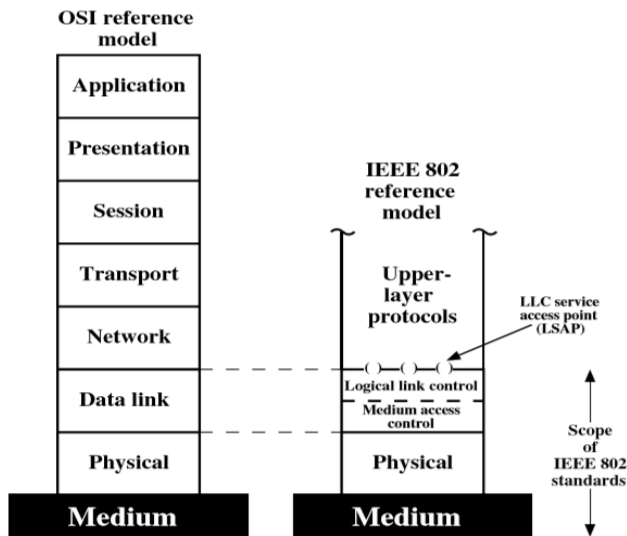 OSI reference
model
Application
Presentation
Session
Transport
Network
Data link
Physical
Medium
IEEE 802
reference
model
Upper-
layer
protocols
LLC service
access point
(LSAP)
Logical link control
Medium access
control
Physical
Medium
Scope
of
IEEE 802
standards